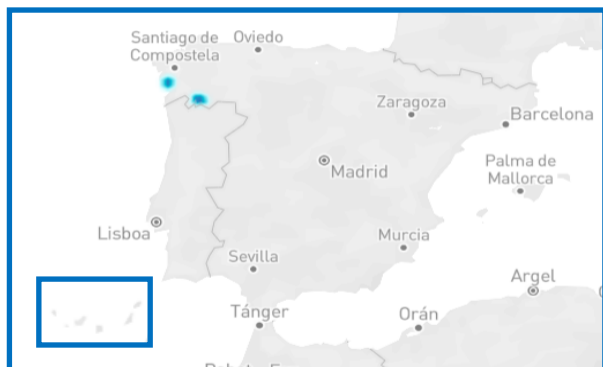 Santiago de
Compostela
Oviedo
Zaragoza
Barcelona
Madrid
Palma de
Mallorca
Lisboa
Murcia
Sevilla
Argel
Tánger
Orán